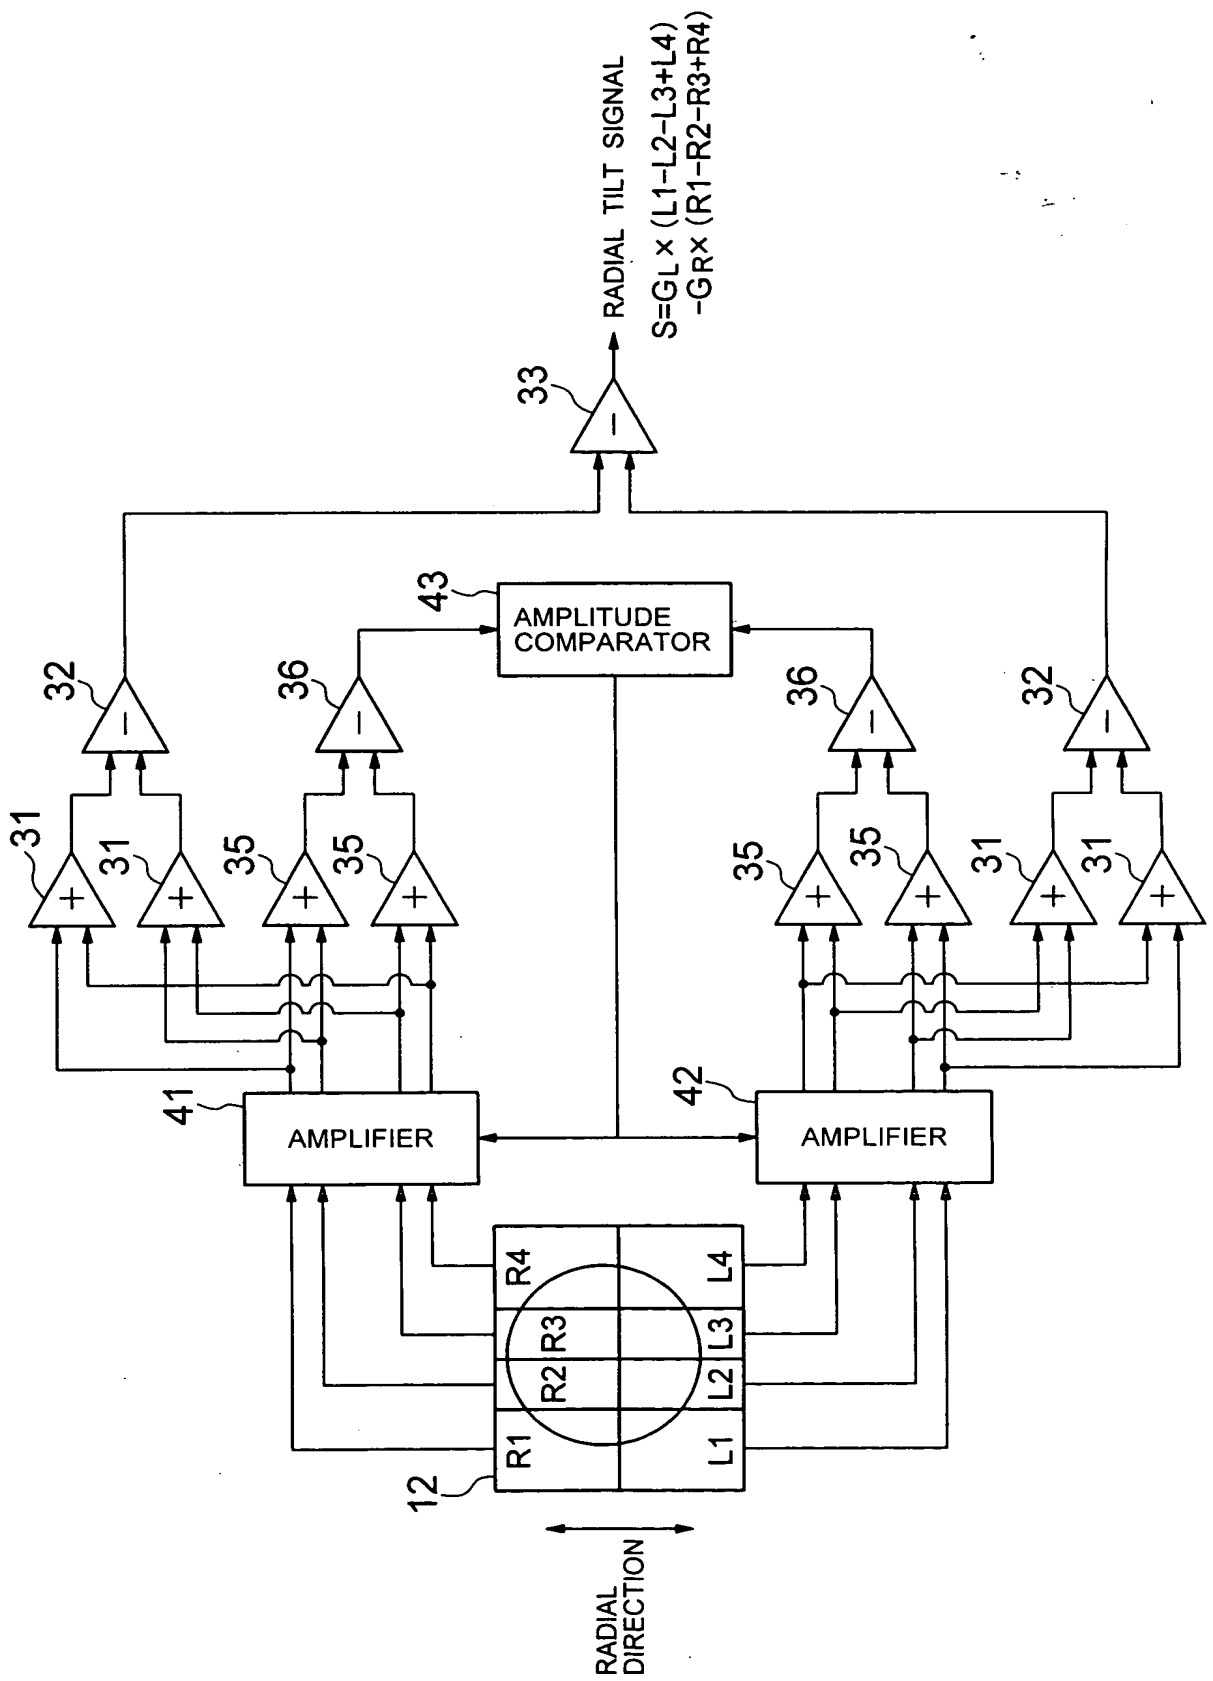 RADIAL
DIRECTION
12
R1
R2
R3
R4
L1
L2
L3
L4
41
AMPLIFIER
42
AMPLIFIER
31
31
35
35
35
35
31
31
32
36
36
32
43
AMPLITUDE
COMPARATOR
33
RADIAL TILT SIGNAL
S=GL×(L1-L2-L3+L4)
-GR×(R1-R2-R3+R4)